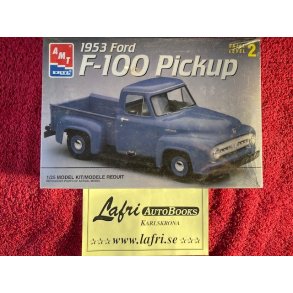 AMT
ERTL
1953 Ford
F-100 Pickup
SKILL LEVEL 2
1/25 MODEL KIT/MODELE REDUIT
Lafri AUTOBOOKS
KARLSKRONA
☆☆☆ www.lafri.se ☆☆☆